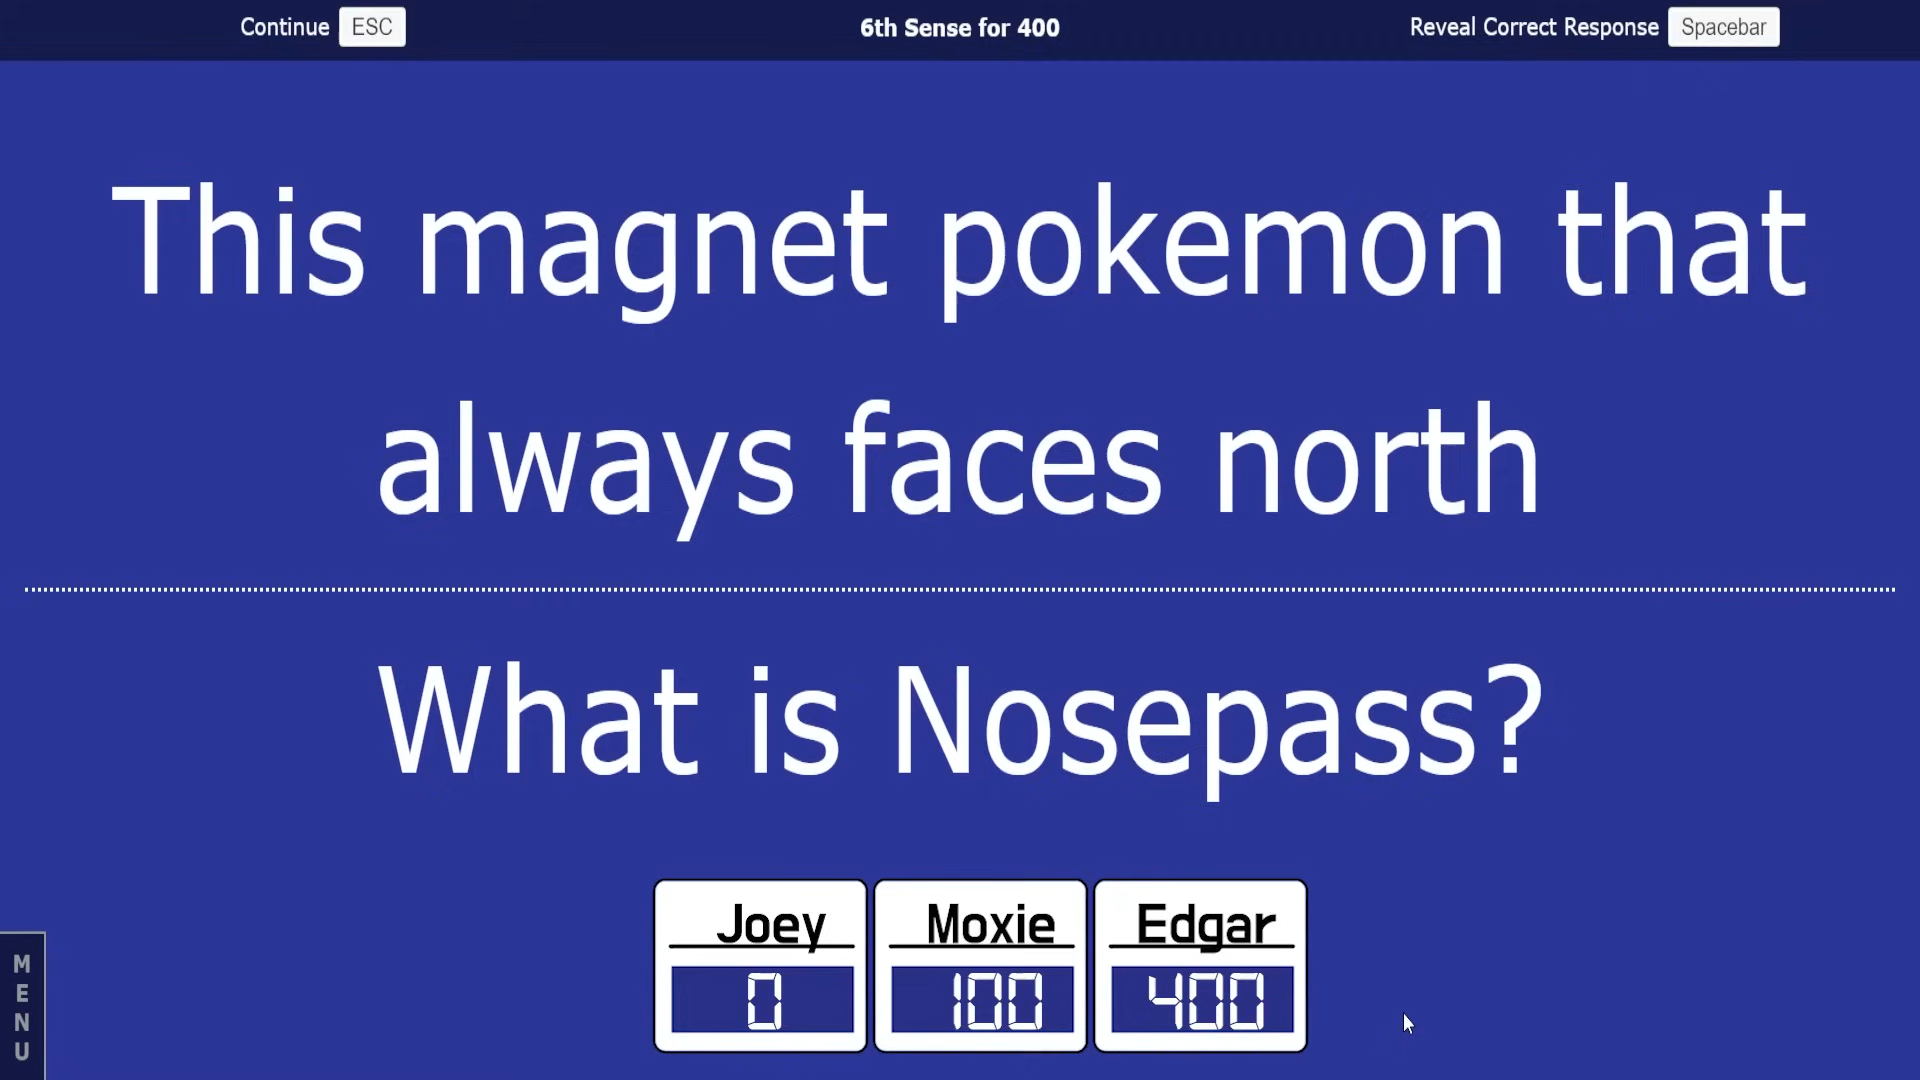 Continue ESC 6th Sense for 400 Reveal Correct Response Spacebar
This magnet pokemon that
always faces north
What is Nosepass?
Joey Moxie Edgar
0 100 400
MENU